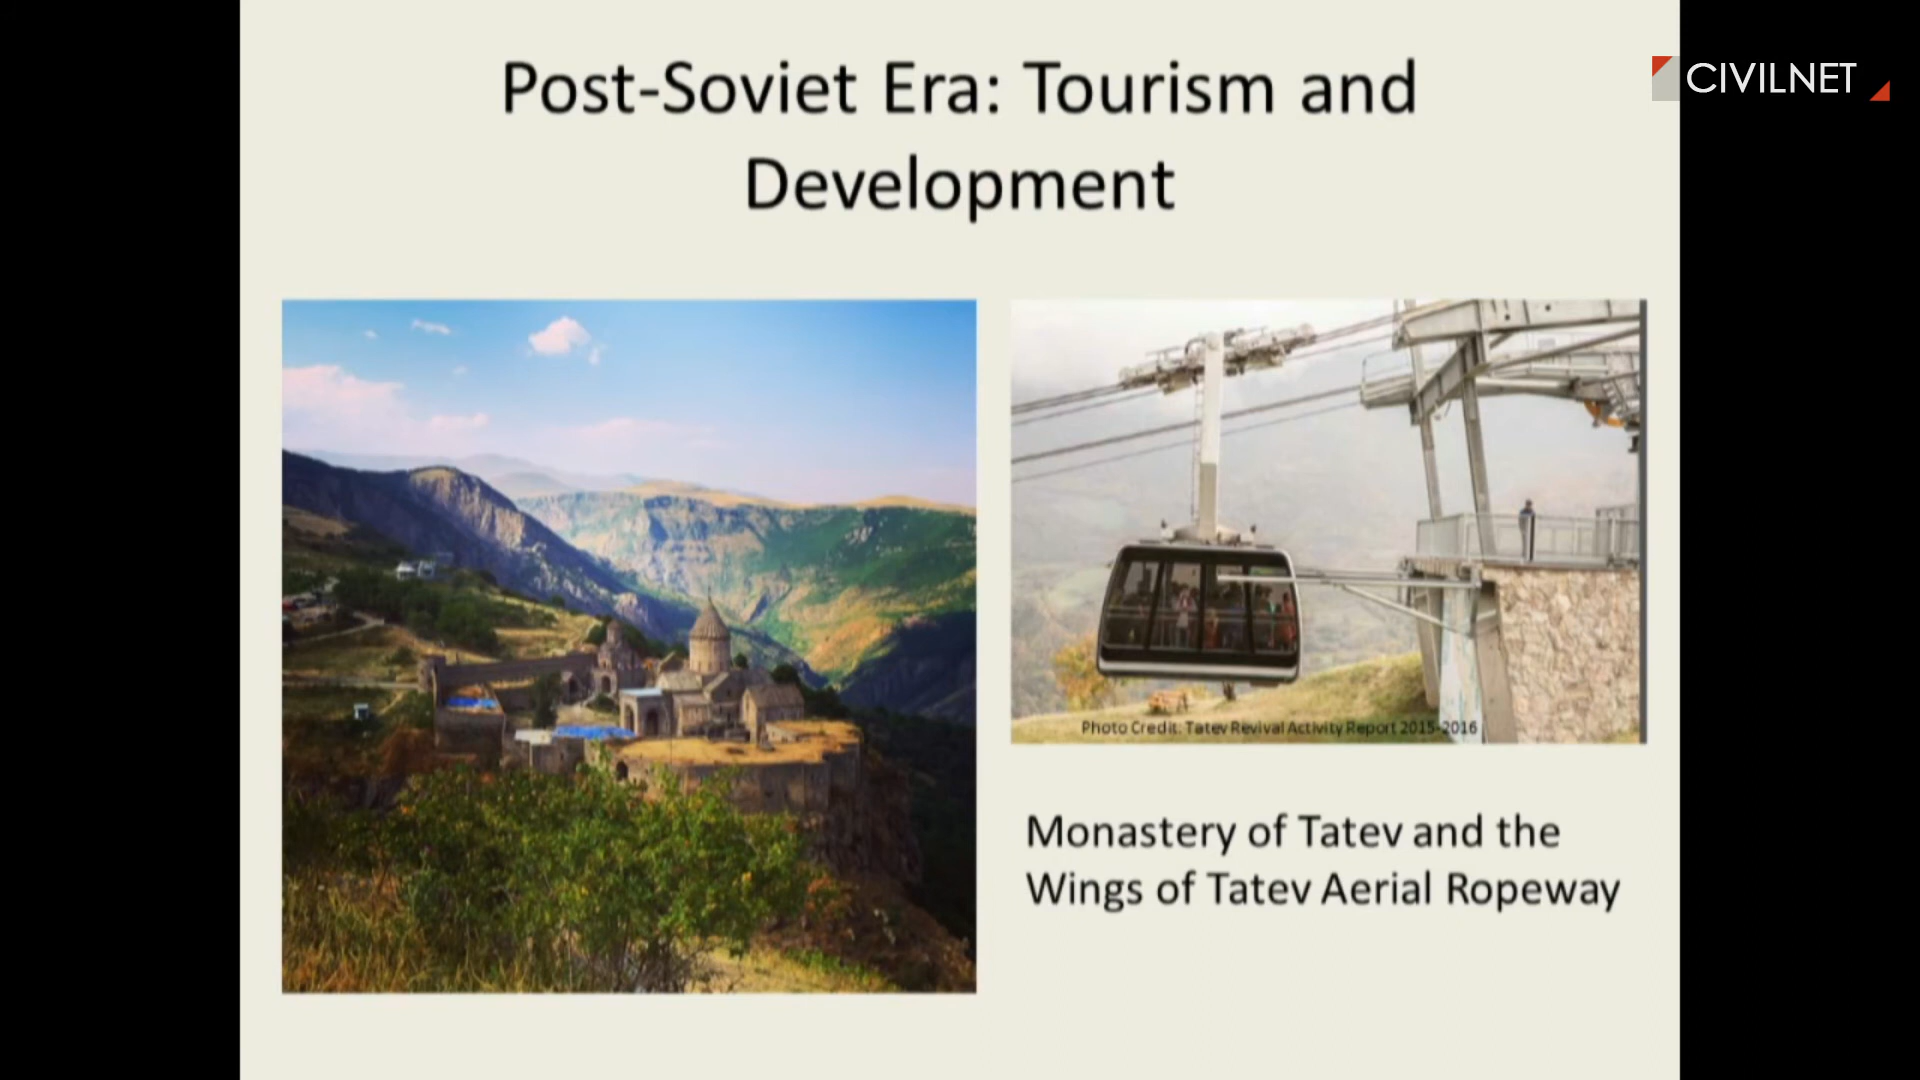 Post-Soviet Era: Tourism and
Development
CIVILNET
Photo Credit: Tatev Revival Activity Report 2015-2016
Monastery of Tatev and the
Wings of Tatev Aerial Ropeway